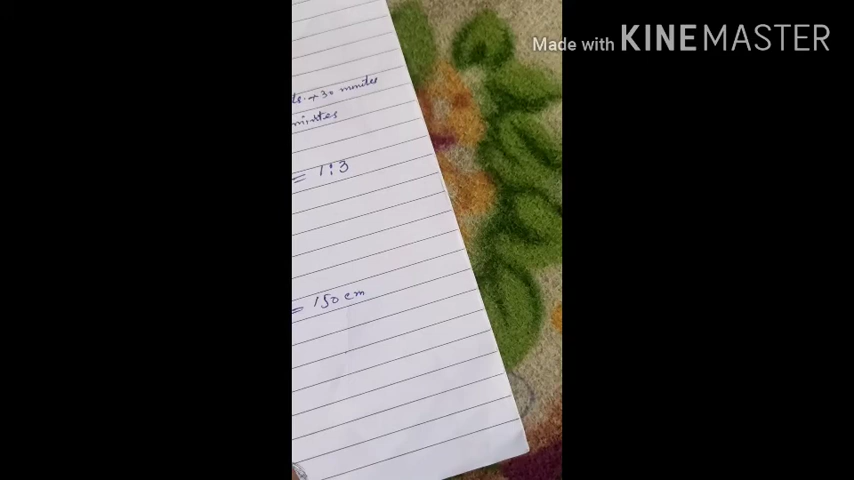 Made with KINEMASTER
→ 30 minutes
minutes
= 1:3
= 150 cm